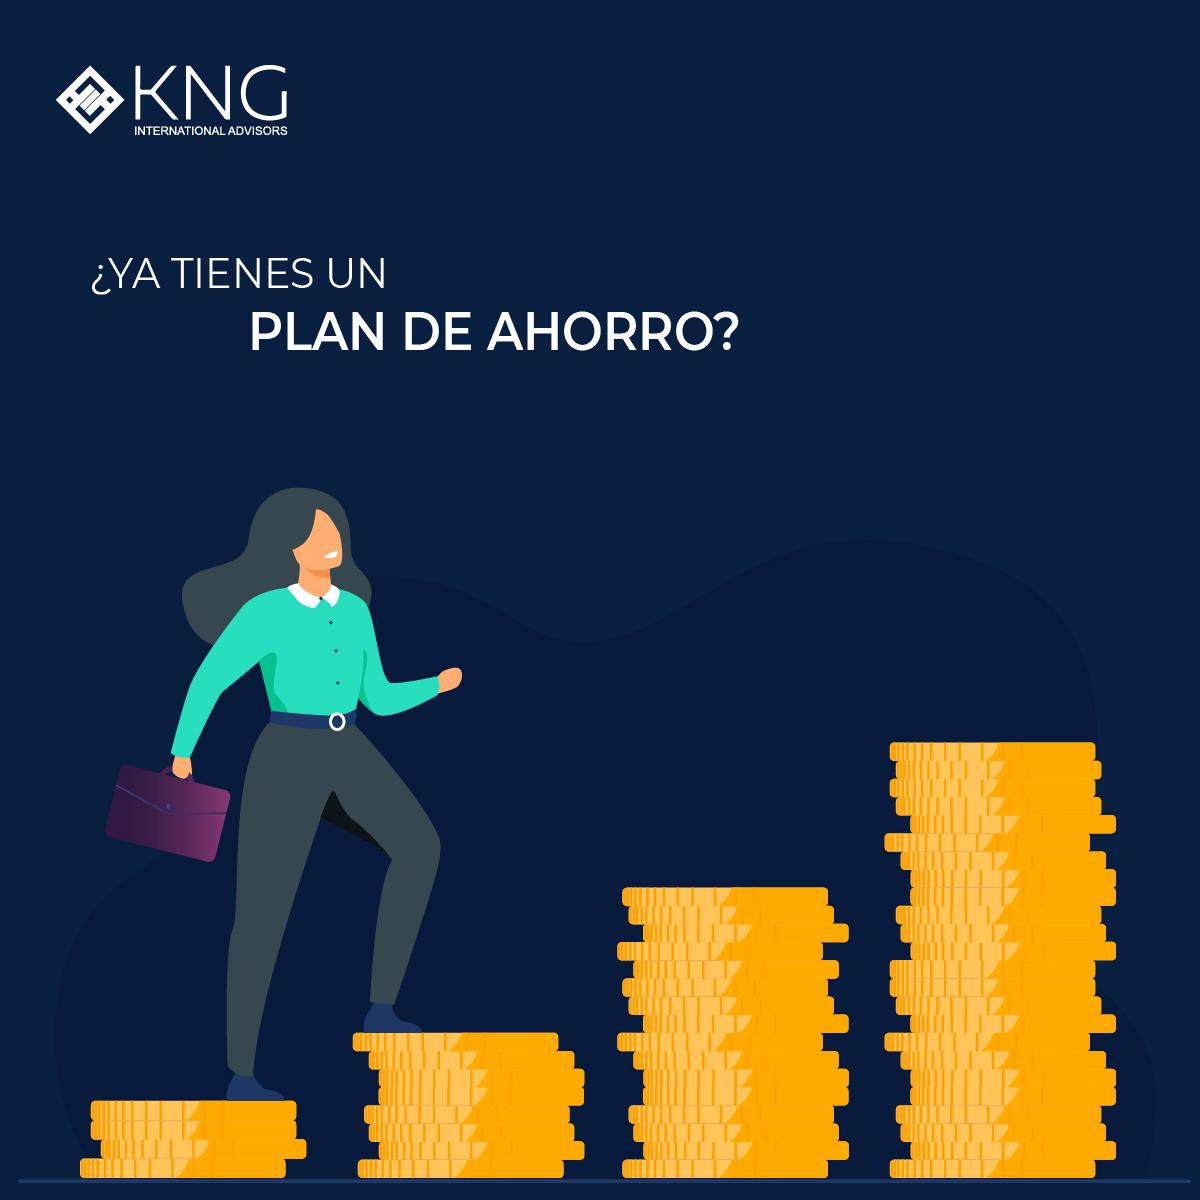 KNG
INTERNATIONAL ADVISORS
¿YA TIENES UN
PLAN DE AHORRO?